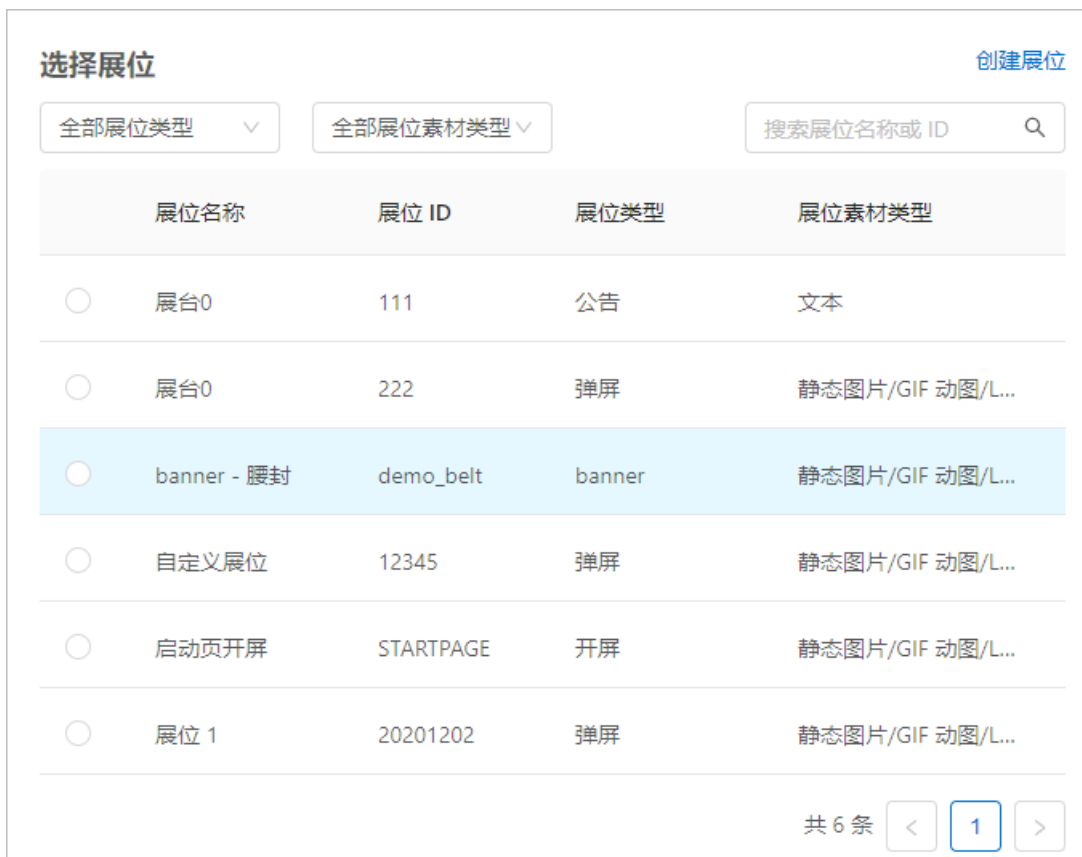 选择展位 创建展位
全部展位类型 全部展位素材类型 搜索展位名称或 ID
展位名称 展位 ID 展位类型 展位素材类型
展台0 111 公告 文本
展台0 222 弹屏 静态图片/GIF 动图/L...
banner - 腰封 demo_belt banner 静态图片/GIF 动图/L...
自定义展位 12345 弹屏 静态图片/GIF 动图/L...
启动页开屏 STARTPAGE 开屏 静态图片/GIF 动图/L...
展位 1 20201202 弹屏 静态图片/GIF 动图/L...
共 6 条 < 1 >